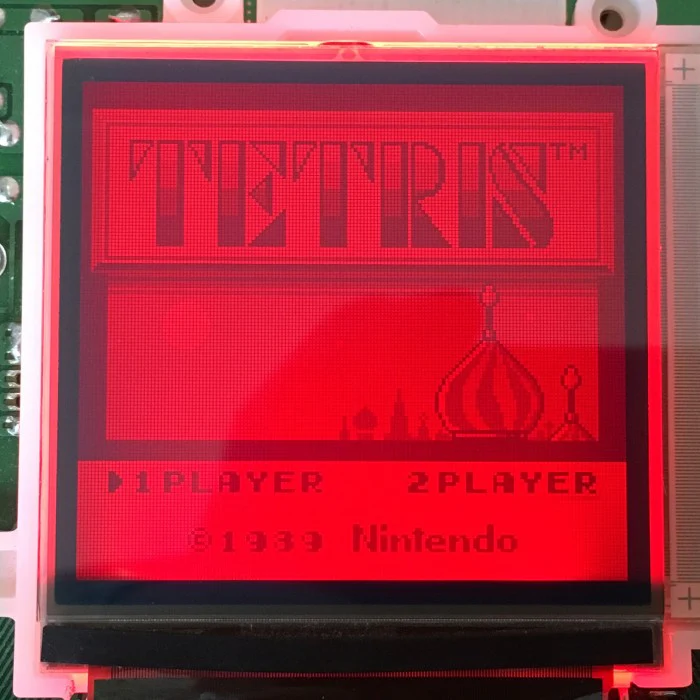 TETRIS™
▶1PLAYER 2PLAYER
©1989 Nintendo